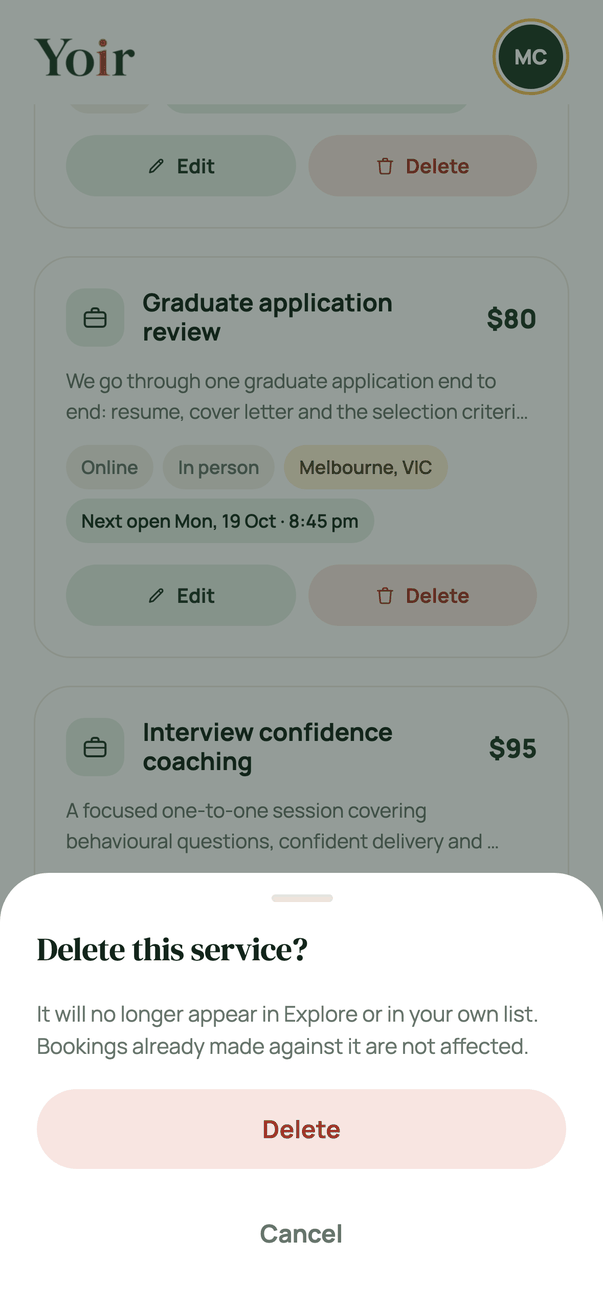 Yoir
MC
Edit
Delete
Graduate application
review
$80
We go through one graduate application end to
end: resume, cover letter and the selection criteri…
Online
In person
Melbourne, VIC
Next open Mon, 19 Oct · 8:45 pm
Edit
Delete
Interview confidence
coaching
$95
A focused one-to-one session covering
behavioural questions, confident delivery and …
Delete this service?
It will no longer appear in Explore or in your own list.
Bookings already made against it are not affected.
Delete
Cancel